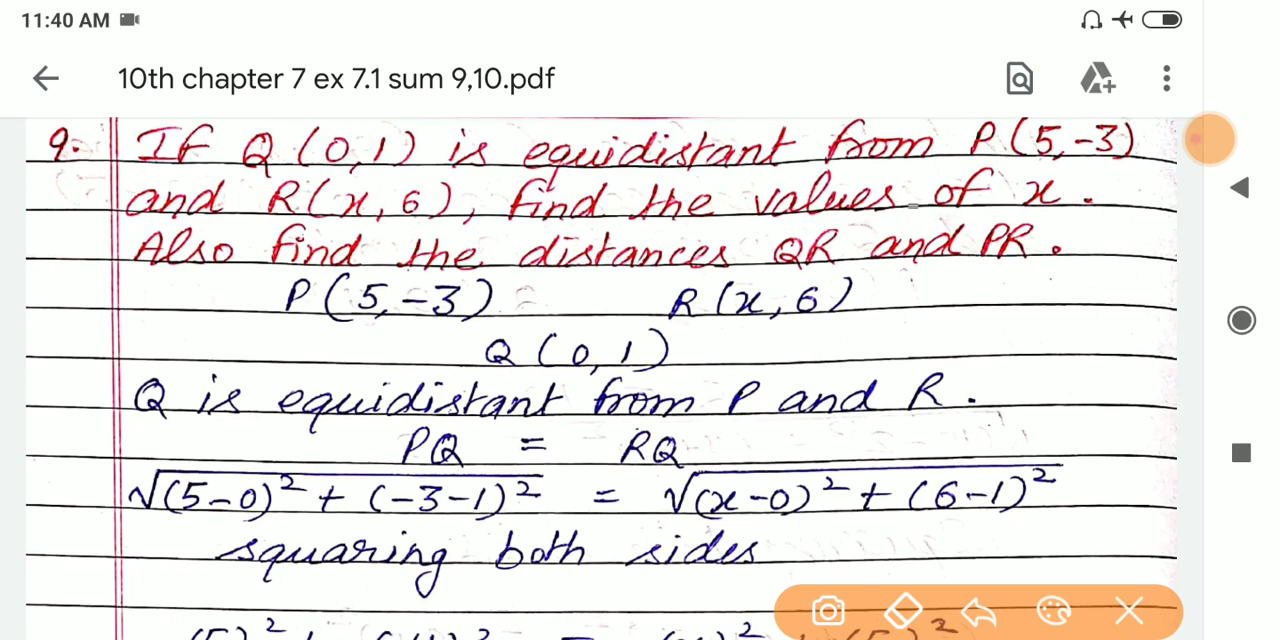 11:40 AM
10th chapter 7 ex 7.1 sum 9,10.pdf
9. If Q (0,1) is equidistant from P(5,-3)
and R(x, 6), find the values of x.
Also find the distances QR and PR.
P(5,-3) R(x, 6)
Q (0,1)
Q is equidistant from P and R.
PQ = RQ
√(5-0)² + (-3-1)² = √(x-0)² + (6-1)²
squaring both sides